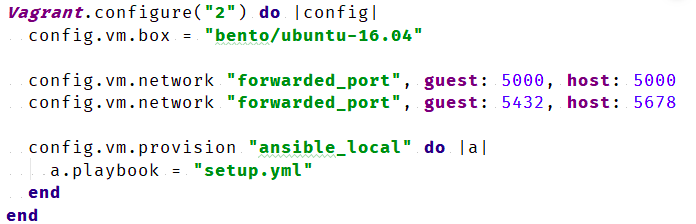 Vagrant.configure("2") do |config|
  config.vm.box = "bento/ubuntu-16.04"

  config.vm.network "forwarded_port", guest: 5000, host: 5000
  config.vm.network "forwarded_port", guest: 5432, host: 5678

  config.vm.provision "ansible_local" do |a|
    a.playbook = "setup.yml"
  end
end